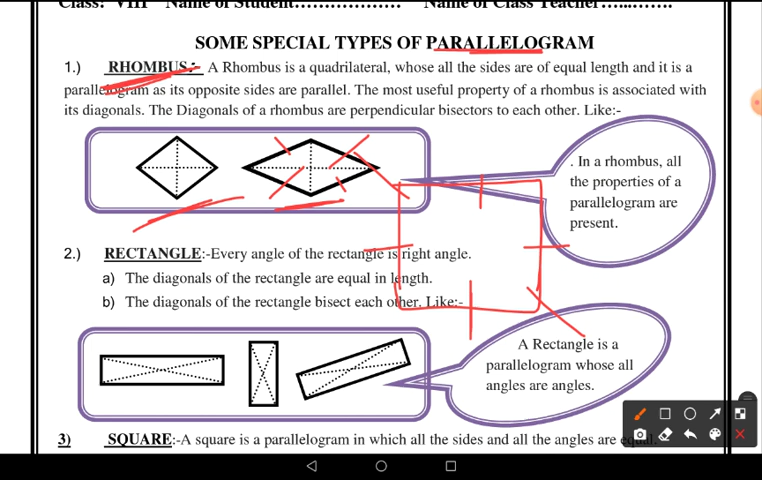 Class: VIII Name of Student.................. Name of Class Teacher.............
SOME SPECIAL TYPES OF PARALLELOGRAM
1.) RHOMBUS:- A Rhombus is a quadrilateral, whose all the sides are of equal length and it is a
parallelogram as its opposite sides are parallel. The most useful property of a rhombus is associated with
its diagonals. The Diagonals of a rhombus are perpendicular bisectors to each other. Like:-
. In a rhombus, all
the properties of a
parallelogram are
present.
2.) RECTANGLE:-Every angle of the rectangle is right angle.
a) The diagonals of the rectangle are equal in length.
b) The diagonals of the rectangle bisect each other. Like:-
A Rectangle is a
parallelogram whose all
angles are angles.
3) SQUARE:-A square is a parallelogram in which all the sides and all the angles are equal.